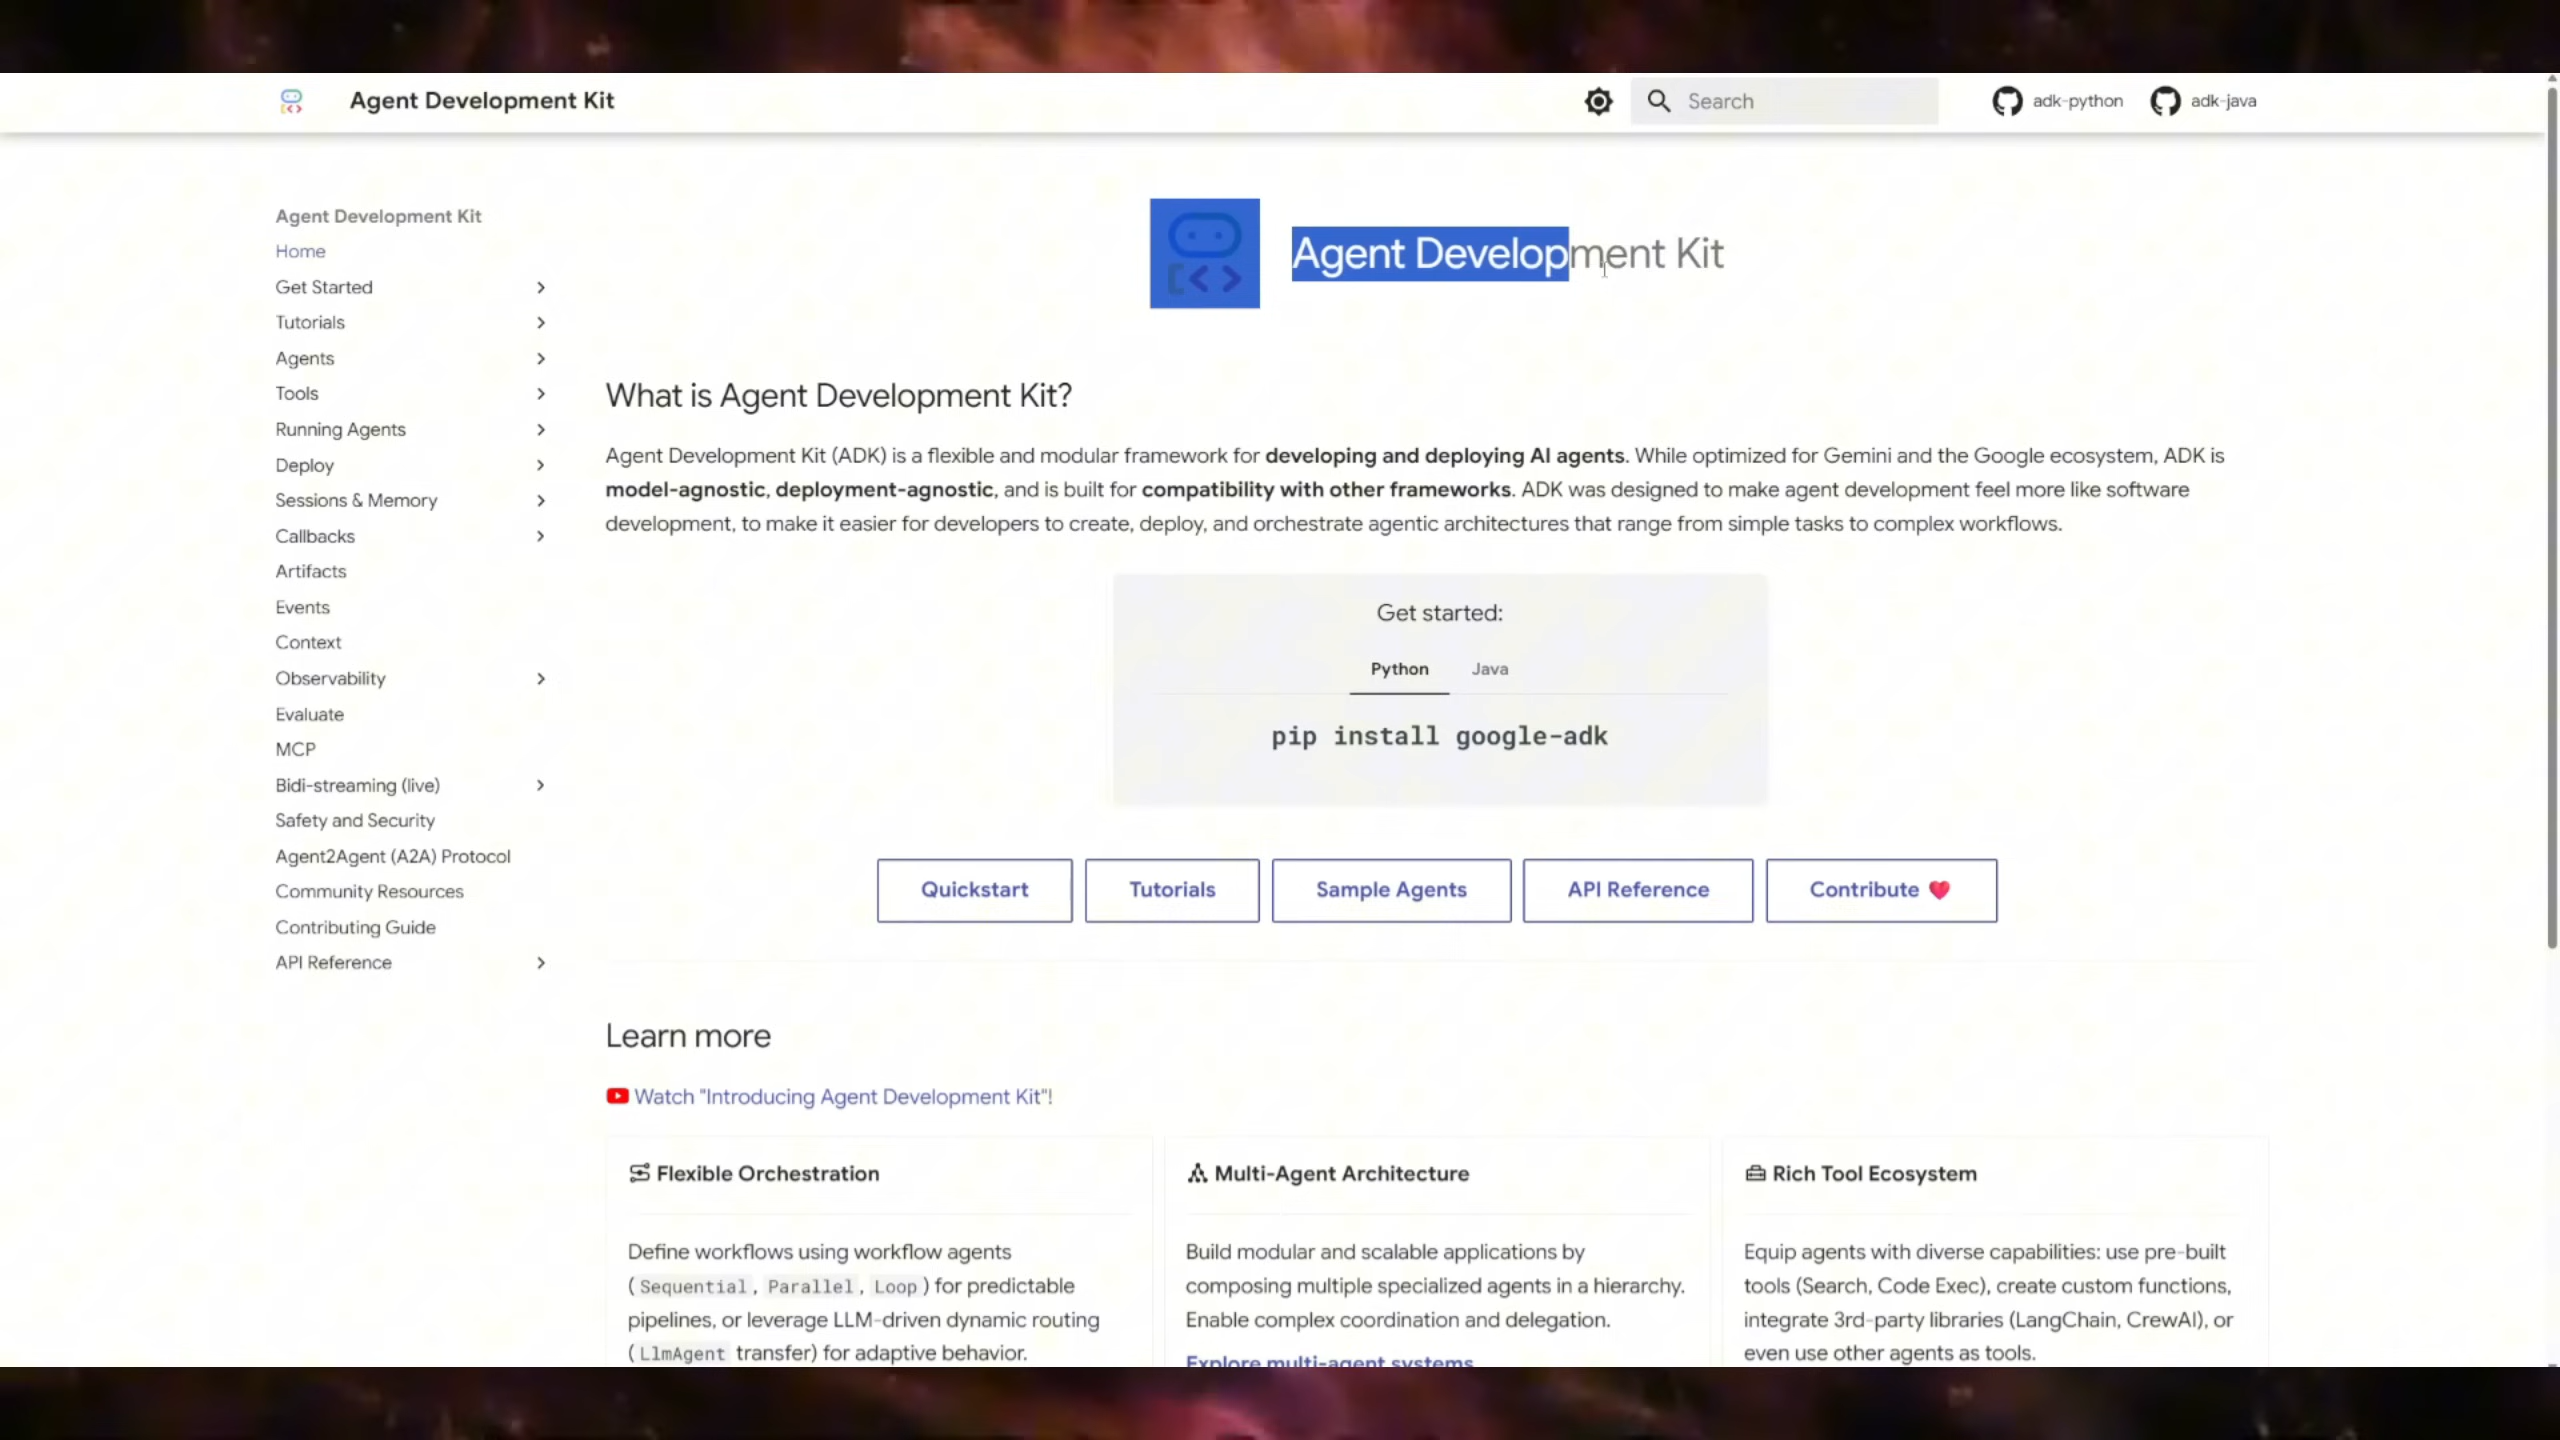 Agent Development Kit
Search
adk-python
adk-java
Agent Development Kit
Home
Get Started
Tutorials
Agents
Tools
Running Agents
Deploy
Sessions & Memory
Callbacks
Artifacts
Events
Context
Observability
Evaluate
MCP
Bidi-streaming (live)
Safety and Security
Agent2Agent (A2A) Protocol
Community Resources
Contributing Guide
API Reference
Agent Development Kit
What is Agent Development Kit?
Agent Development Kit (ADK) is a flexible and modular framework for developing and deploying AI agents. While optimized for Gemini and the Google ecosystem, ADK is
model-agnostic, deployment-agnostic, and is built for compatibility with other frameworks. ADK was designed to make agent development feel more like software
development, to make it easier for developers to create, deploy, and orchestrate agentic architectures that range from simple tasks to complex workflows.
Get started:
Python Java
pip install google-adk
Quickstart
Tutorials
Sample Agents
API Reference
Contribute ❤️
Learn more
Watch "Introducing Agent Development Kit"!
Flexible Orchestration
Define workflows using workflow agents
(Sequential, Parallel, Loop) for predictable
pipelines, or leverage LLM-driven dynamic routing
(LlmAgent transfer) for adaptive behavior.
Multi-Agent Architecture
Build modular and scalable applications by
composing multiple specialized agents in a hierarchy.
Enable complex coordination and delegation.
Explore multi-agent systems
Rich Tool Ecosystem
Equip agents with diverse capabilities: use pre-built
tools (Search, Code Exec), create custom functions,
integrate 3rd-party libraries (LangChain, CrewAI), or
even use other agents as tools.